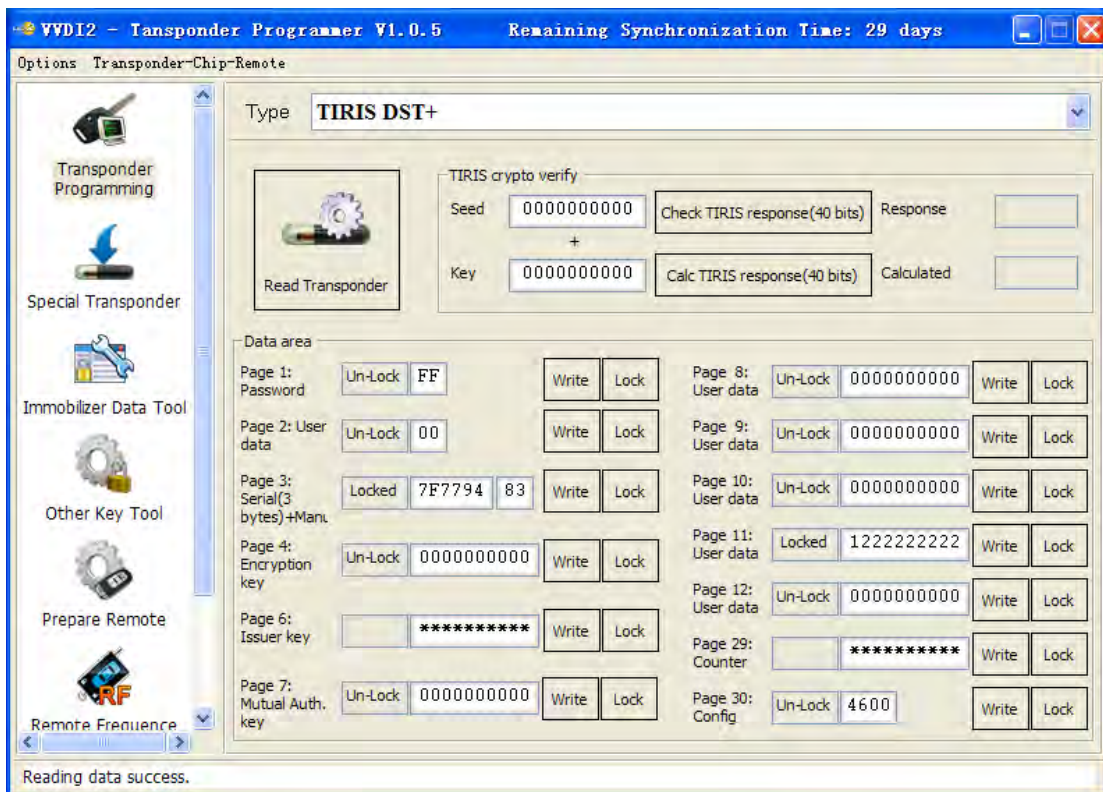 VVDI2 - Tansponder Programmer V1.0.5 Remaining Synchronization Time: 29 days
Options Transponder-Chip-Remote
Transponder
Programming
Special Transponder
Immobilizer Data Tool
Other Key Tool
Prepare Remote
RF
Remote Frequence
Type TIRIS DST+
Read Transponder
TIRIS crypto verify
Seed 0000000000 Check TIRIS response(40 bits) Response
+
Key 0000000000 Calc TIRIS response(40 bits) Calculated
Data area
Page 1:
Password
Un-Lock FF Write Lock
Page 2: User
data
Un-Lock 00 Write Lock
Page 3:
Serial(3
bytes)+Manu
Locked 7F7794 83 Write Lock
Page 4:
Encryption
key
Un-Lock 0000000000 Write Lock
Page 6:
Issuer key
********** Write Lock
Page 7:
Mutual Auth.
key
Un-Lock 0000000000 Write Lock
Page 8:
User data
Un-Lock 0000000000 Write Lock
Page 9:
User data
Un-Lock 0000000000 Write Lock
Page 10:
User data
Un-Lock 0000000000 Write Lock
Page 11:
User data
Locked 1222222222 Write Lock
Page 12:
User data
Un-Lock 0000000000 Write Lock
Page 29:
Counter
********** Write Lock
Page 30:
Config
Un-Lock 4600 Write Lock
Reading data success.